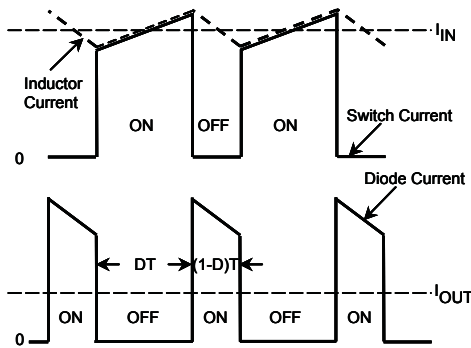 I_IN
Inductor
Current
ON
OFF
ON
Switch Current
0
Diode Current
DT
(1-D)T
I_OUT
ON
OFF
ON
OFF
ON
0